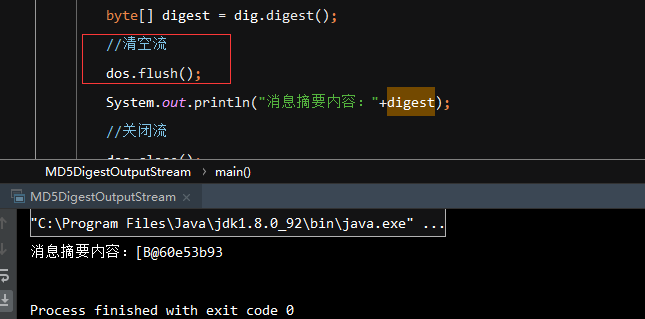 byte[] digest = dig.digest();
//清空流
dos.flush();
System.out.println("消息摘要内容："+digest);
//关闭流
dos.close();
MD5DigestOutputStream > main()
MD5DigestOutputStream ×
"C:\Program Files\Java\jdk1.8.0_92\bin\java.exe" ...
消息摘要内容：[B@60e53b93
Process finished with exit code 0